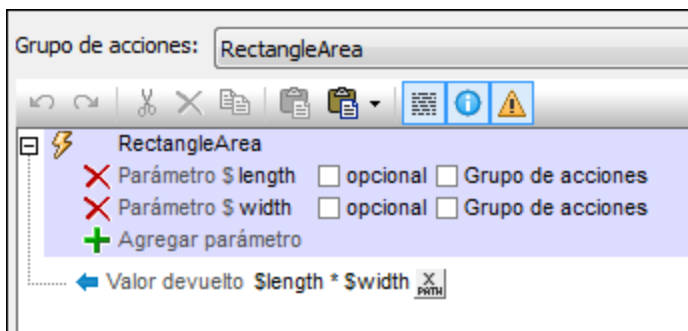 Grupo de acciones: RectangleArea
RectangleArea
Parámetro $ length opcional Grupo de acciones
Parámetro $ width opcional Grupo de acciones
Agregar parámetro
Valor devuelto $length * $width X PATH